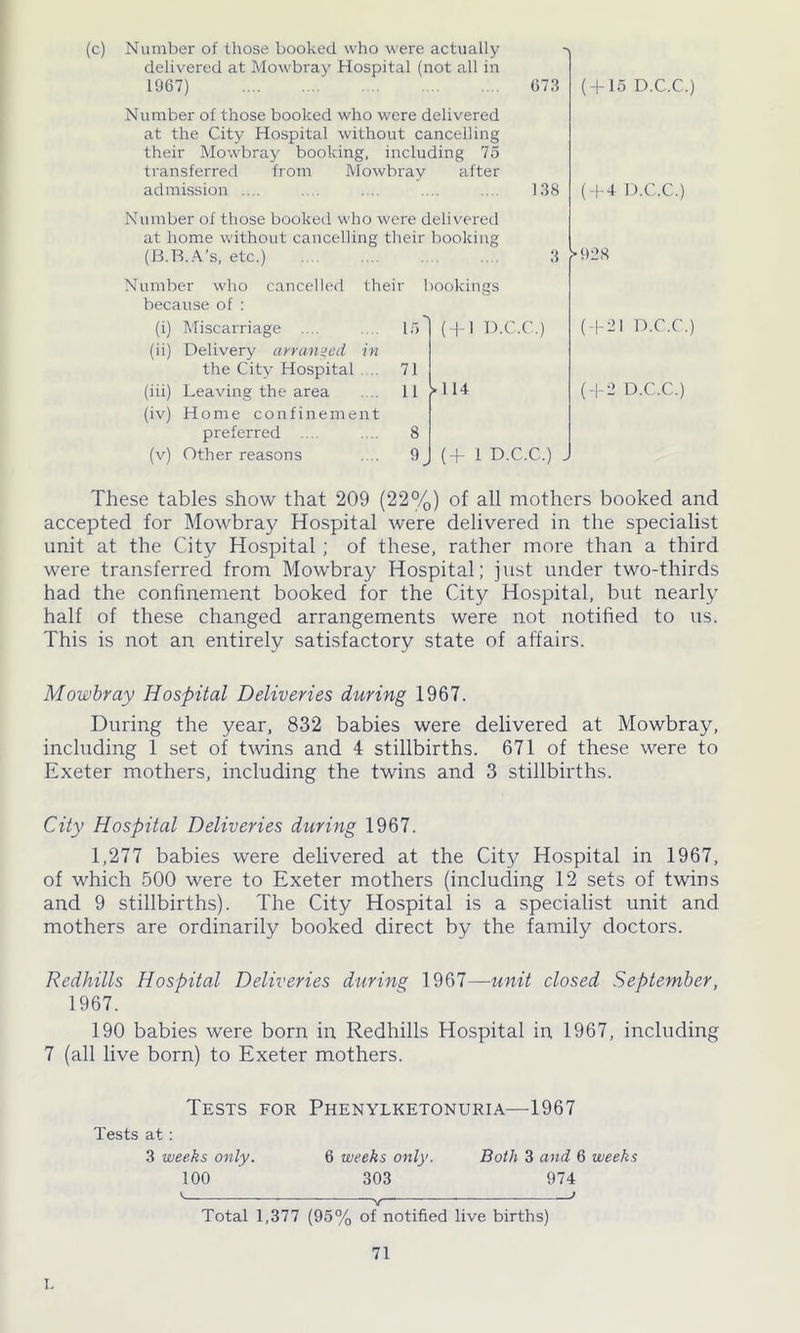 (c) Number of those booked who were actually
delivered at Mowbray Hospital (not all in
1967) .... .... .... .... .... 673 (+15 D.C.C.)
Number of those booked who were delivered
at the City Hospital without cancelling
their Mowbray booking, including 75
transferred from Mowbray after
admission .... .... .... .... .... 138 (+4 D.C.C.)
Number of those booked who were delivered
at home without cancelling their booking
(B.B.A's, etc.) .... .... .... .... 3 928
Number who cancelled their bookings
because of :
(i) Miscarriage .... .... 15 (+1 D.C.C.) (+21 D.C.C.)
(ii) Delivery arranged in
the City Hospital .... 71
(iii) Leaving the area .... 11 114 (+2 D.C.C.)
(iv) Home confinement
preferred .... .... 8
(v) Other reasons .... 9 (+ 1 D.C.C.)
These tables show that 209 (22%) of all mothers booked and
accepted for Mowbray Hospital were delivered in the specialist
unit at the City Hospital ; of these, rather more than a third
were transferred from Mowbray Hospital; just under two-thirds
had the confinement booked for the City Hospital, but nearly
half of these changed arrangements were not notified to us.
This is not an entirely satisfactory state of affairs.
Mowbray Hospital Deliveries during 1967.
During the year, 832 babies were delivered at Mowbray,
including 1 set of twins and 4 stillbirths. 671 of these were to
Exeter mothers, including the twins and 3 stillbirths.
City Hospital Deliveries during 1967.
1,277 babies were delivered at the City Hospital in 1967,
of which 500 were to Exeter mothers (including 12 sets of twins
and 9 stillbirths). The City Hospital is a specialist unit and
mothers are ordinarily booked direct by the family doctors.
Redhills Hospital Deliveries during 1967—unit closed September,
1967.
190 babies were born in Redhills Hospital in 1967, including
7 (all live born) to Exeter mothers.
Tests for Phenylketonuria—1967
Tests at :
3 weeks only. 6 weeks only. Both 3 and 6 weeks
100 303 974
Total 1,377 (95% of notified live births)
71
L